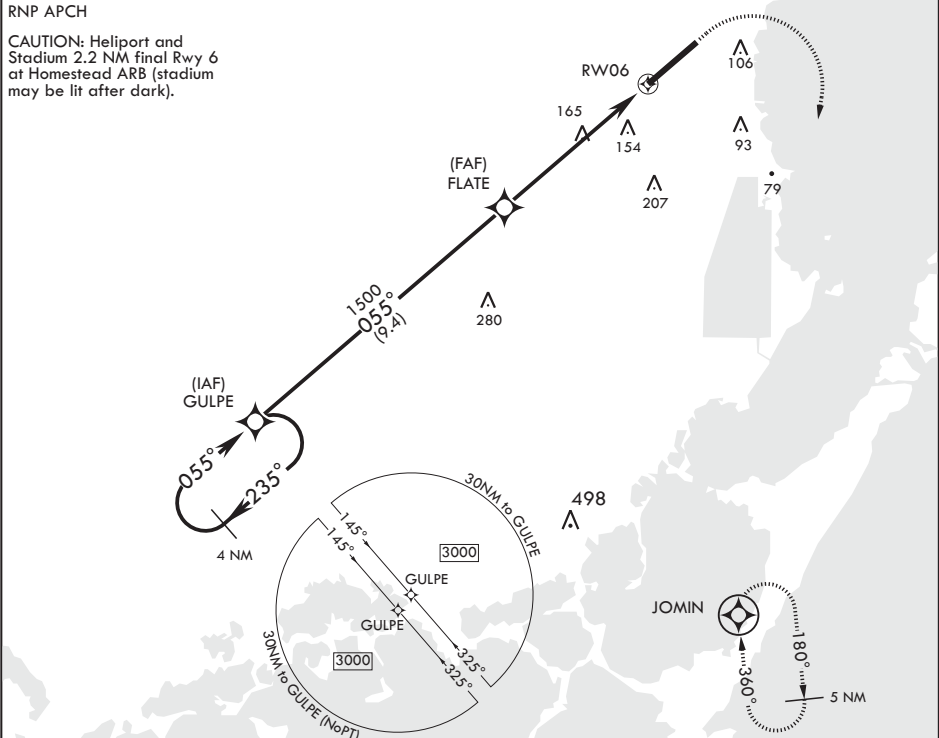 RNP APCH
CAUTION: Heliport and
Stadium 2.2 NM final Rwy 6
at Homestead ARB (stadium
may be lit after dark).
106
RW06
165
154
93
(FAF)
FLATE
79
207
1500
055°
(9.4)
280
(IAF)
GULPE
055°
235°
4 NM
30NM to GULPE
498
145°
145°
3000
GULPE
GULPE
JOMIN
3000
325°
325°
30NM to GULPE (NoPT)
180°
360°
5 NM